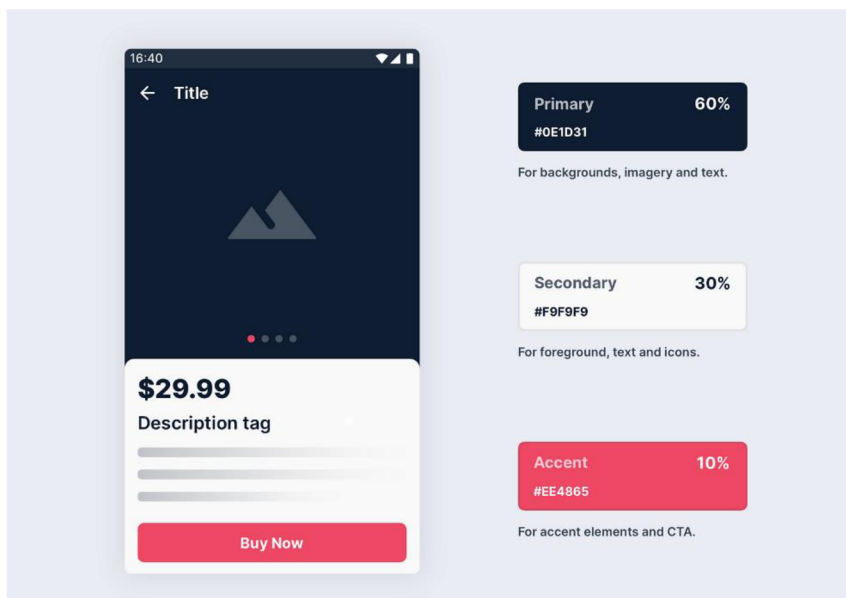 16:40
Title
$29.99
Description tag
Buy Now
Primary 60%
#0E1D31
For backgrounds, imagery and text.
Secondary 30%
#F9F9F9
For foreground, text and icons.
Accent 10%
#EE4865
For accent elements and CTA.